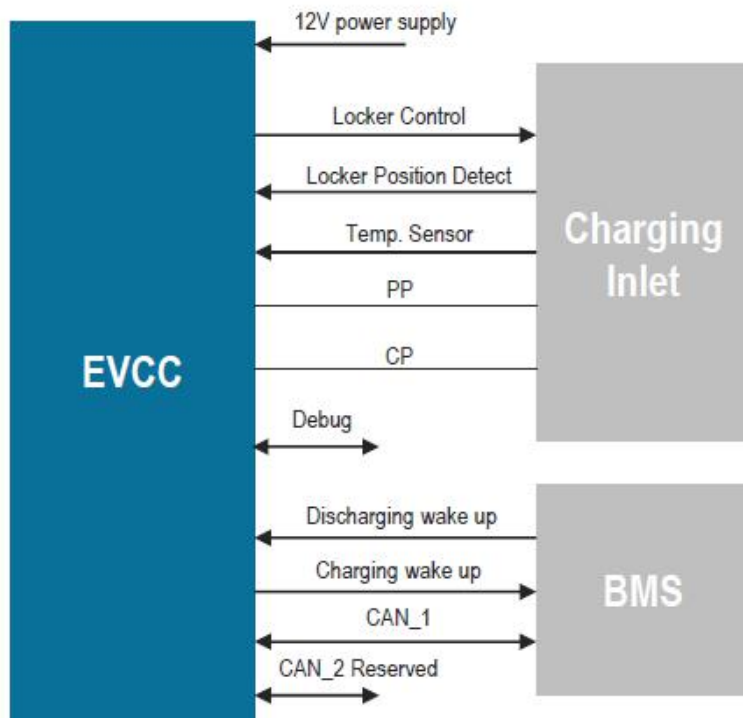 12V power supply
Locker Control
Locker Position Detect
Temp. Sensor
PP
CP
Charging
Inlet
EVCC
Debug
Discharging wake up
Charging wake up
CAN_1
CAN_2 Reserved
BMS